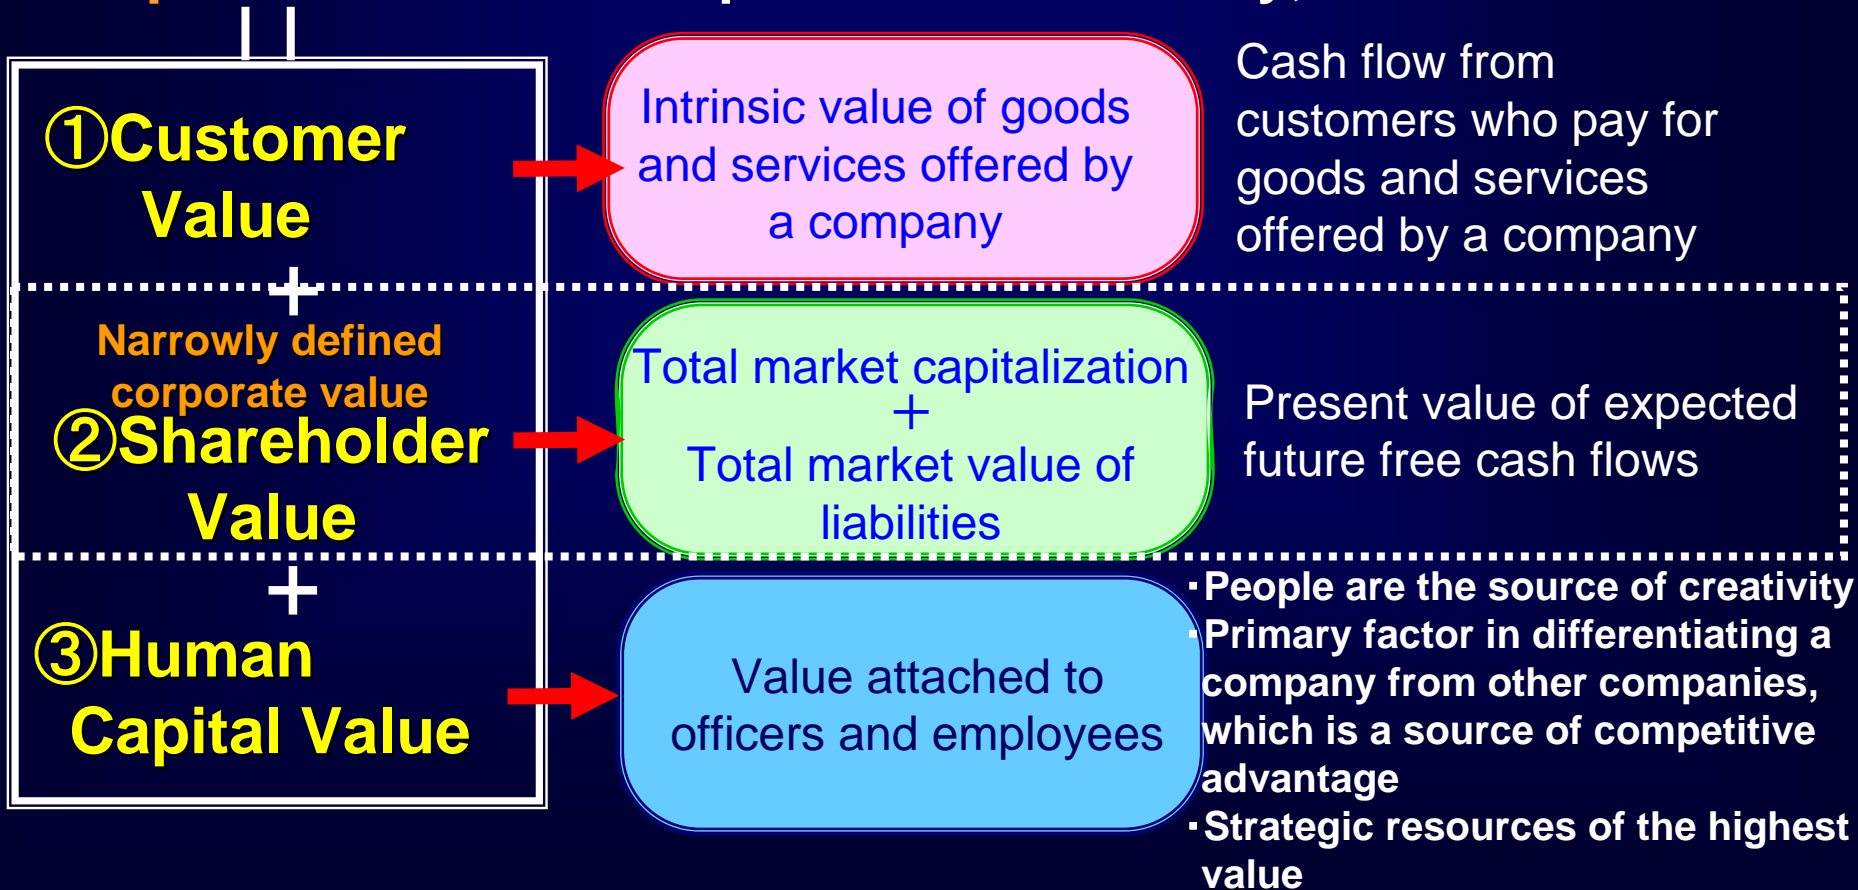 ①Customer
Value
Intrinsic value of goods
and services offered by
a company
Cash flow from
customers who pay for
goods and services
offered by a company
+
Narrowly defined
corporate value
②Shareholder
Value
Total market capitalization
+
Total market value of
liabilities
Present value of expected
future free cash flows
+
③Human
Capital Value
Value attached to
officers and employees
・People are the source of creativity
・Primary factor in differentiating a
company from other companies,
which is a source of competitive
advantage
・Strategic resources of the highest
value